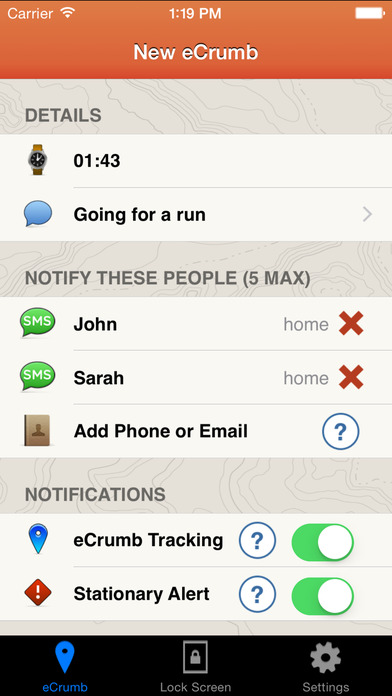 Carrier 1:19 PM
New eCrumb
DETAILS
01:43
Going for a run
NOTIFY THESE PEOPLE (5 MAX)
SMS John home
SMS Sarah home
Add Phone or Email ?
NOTIFICATIONS
eCrumb Tracking ?
Stationary Alert ?
eCrumb Lock Screen Settings